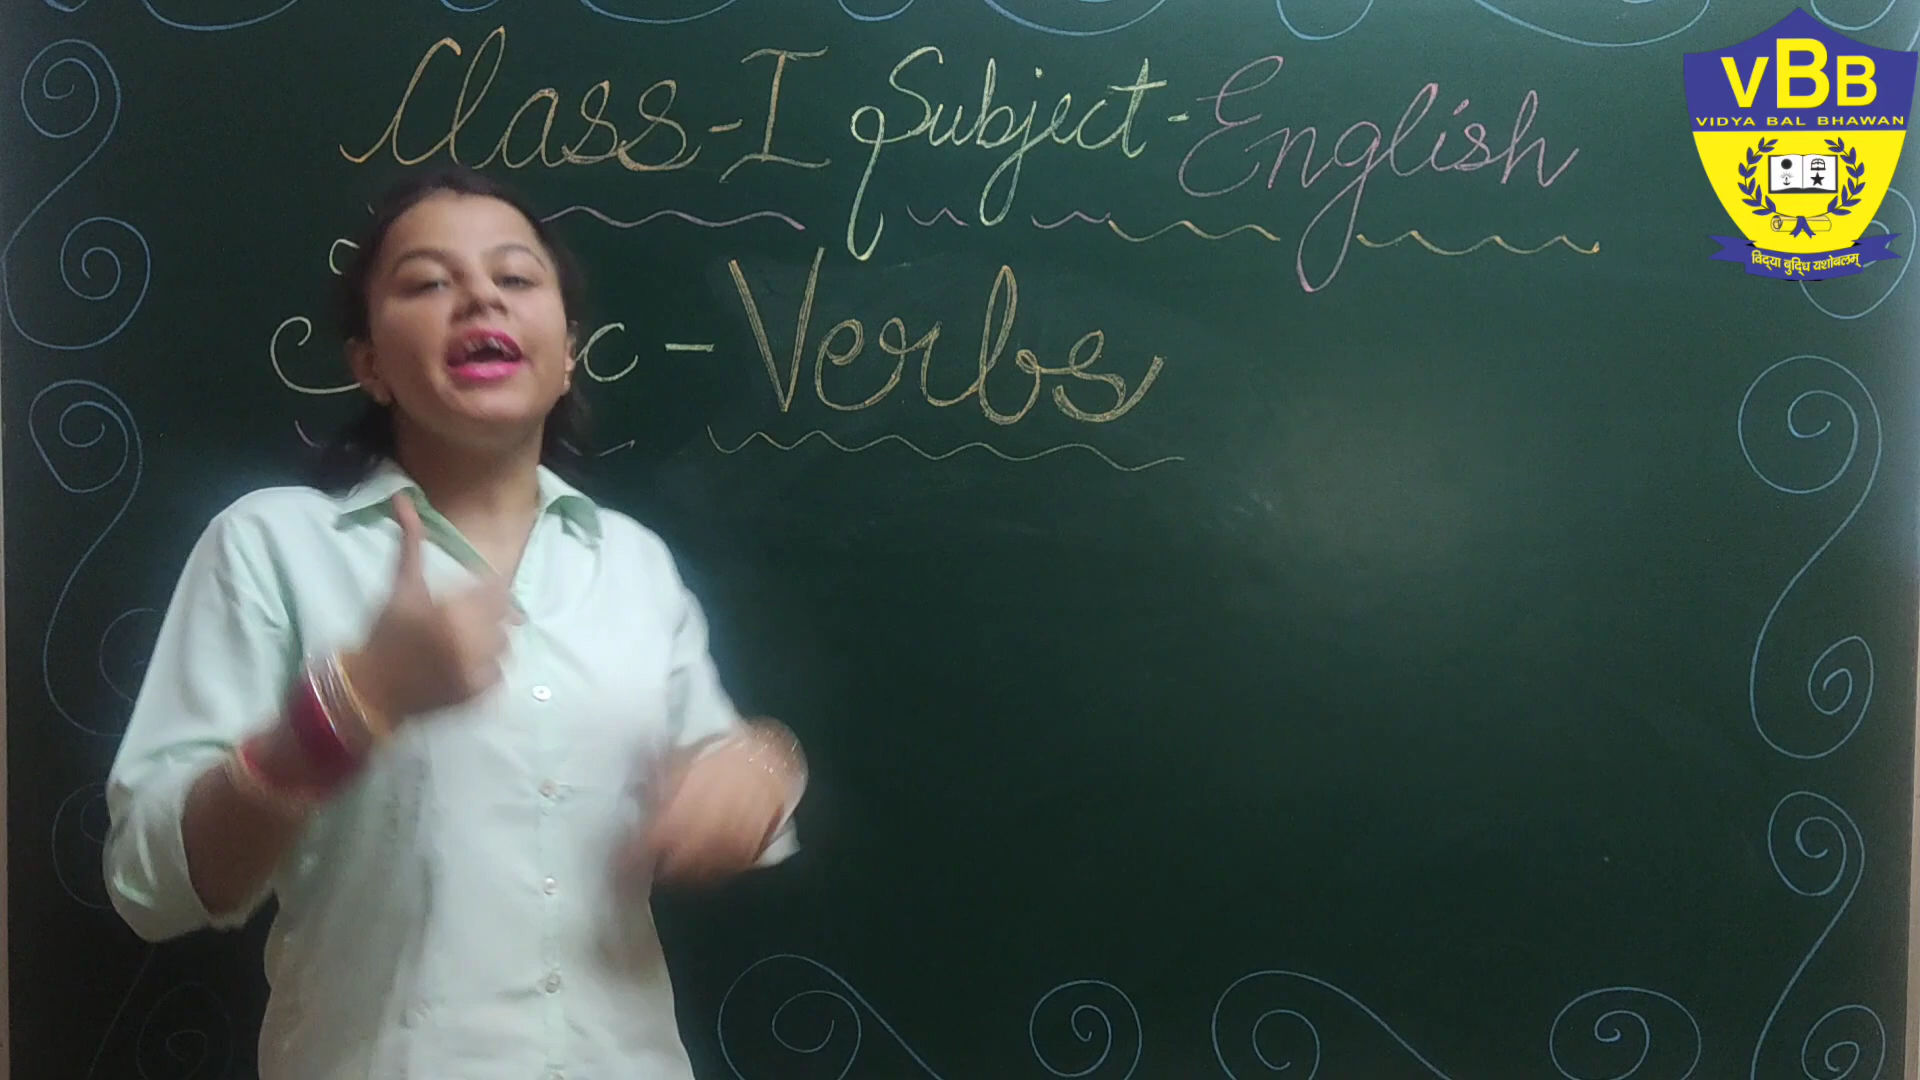 Class-I Subject-English
- Verbs
VBB
VIDYA BAL BHAWAN
विद्या बुद्धि यशोबलम्